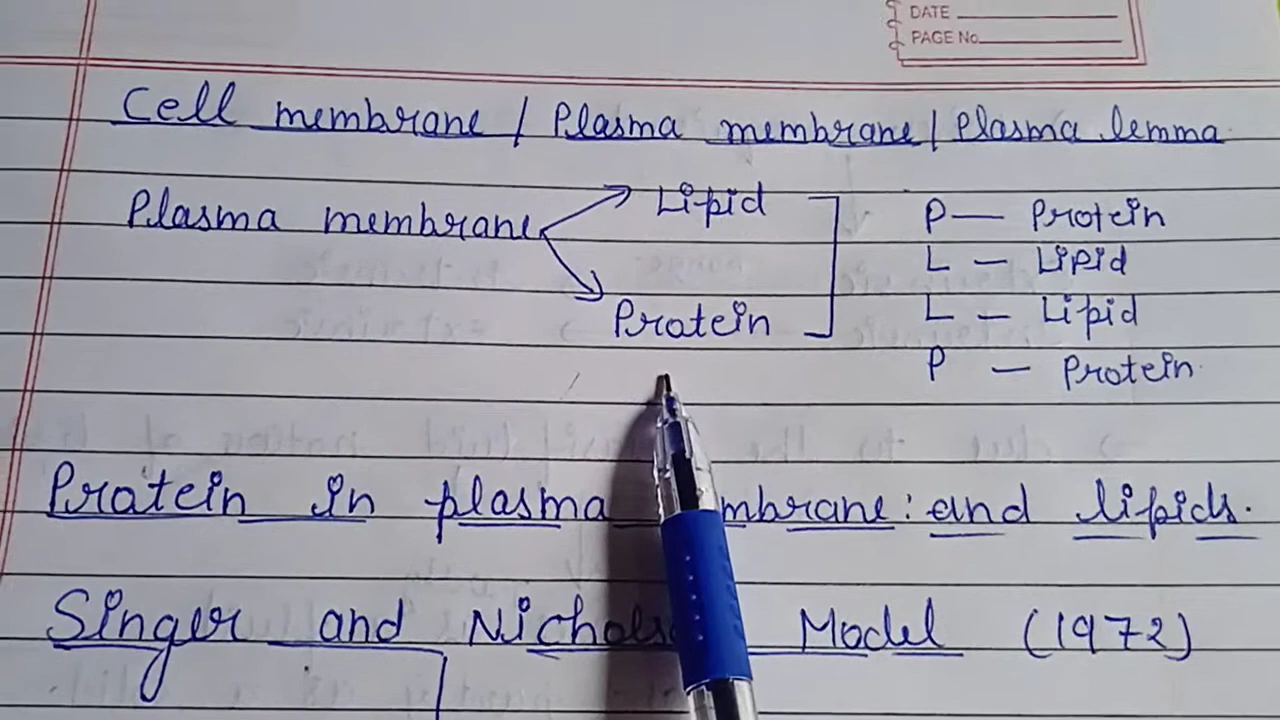 DATE
PAGE No.
Cell membrane / Plasma membrane / Plasma lemma
Plasma membrane
Lipid
Protein
P — Protein
L — Lipid
L — Lipid
P — Protein
Protein in plasma membrane: and lipids.
Singer and Model (1972)